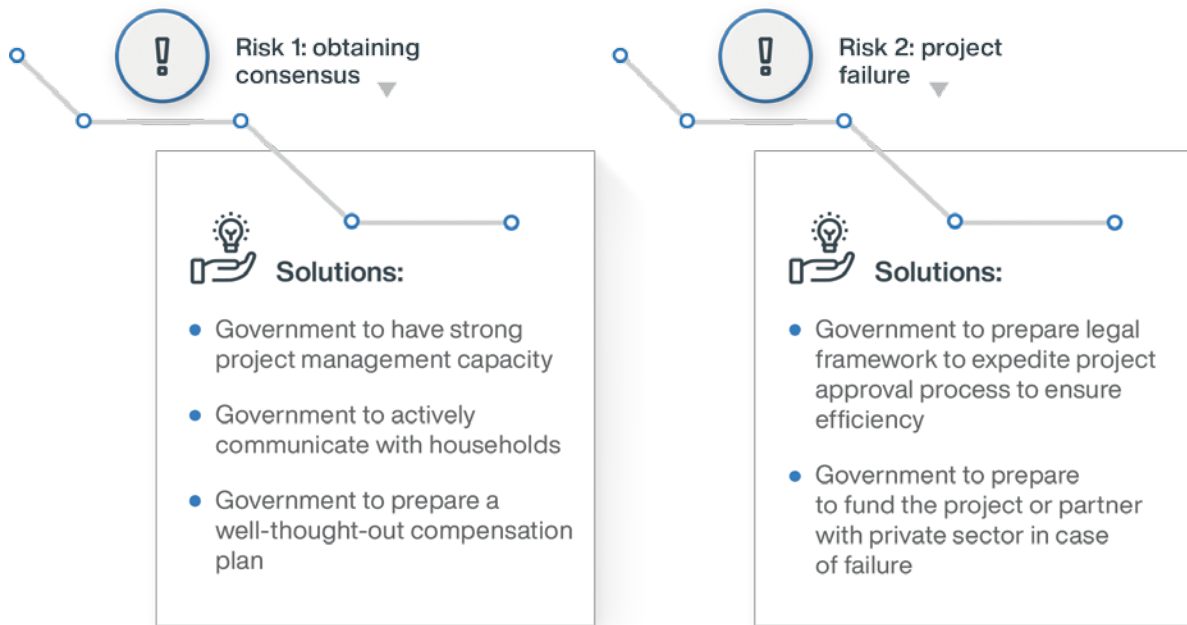 Risk 1: obtaining
consensus
Solutions:
Government to have strong
project management capacity
Government to actively
communicate with households
Government to prepare a
well-thought-out compensation
plan
Risk 2: project
failure
Solutions:
Government to prepare legal
framework to expedite project
approval process to ensure
efficiency
Government to prepare
to fund the project or partner
with private sector in case
of failure